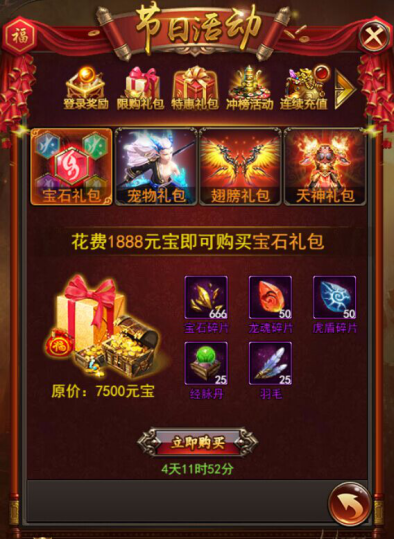 节日活动
福
登录奖励 限购礼包 特惠礼包 冲榜活动 连续充值
宝石礼包 宠物礼包 翅膀礼包 天神礼包
花费1888元宝即可购买宝石礼包
666 50 50
宝石碎片 龙魂碎片 虎盾碎片
福
25 25
经脉丹 羽毛
原价：7500元宝
立即购买
4天11时52分